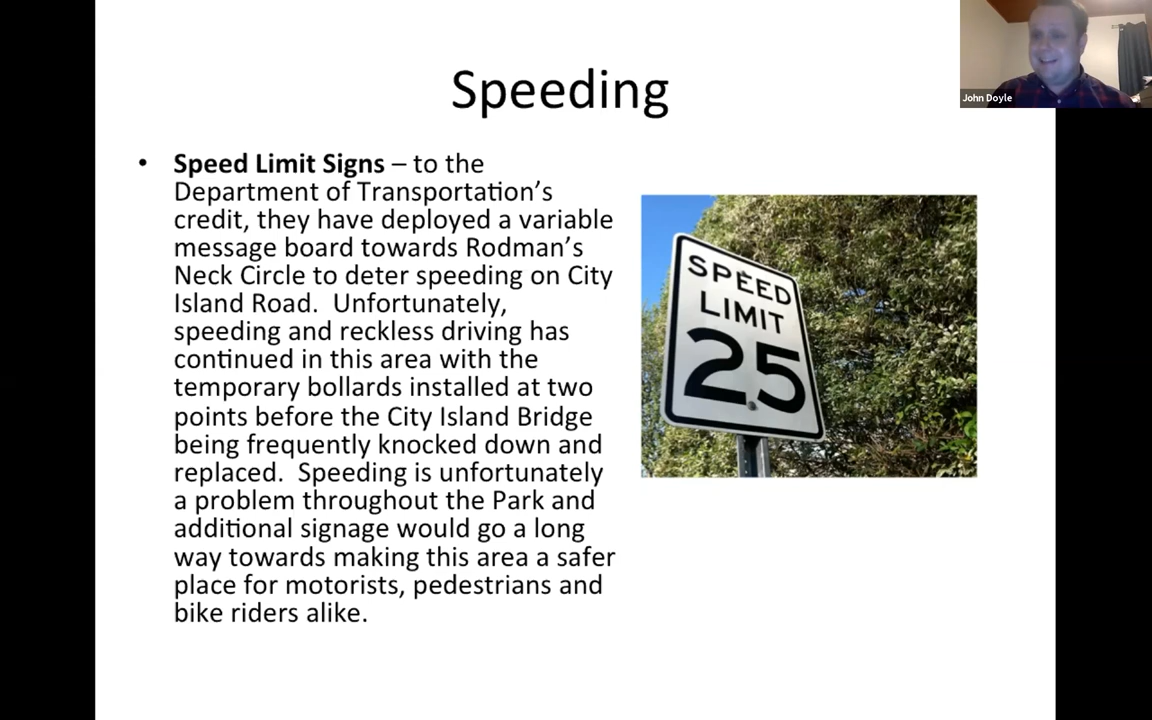 John Doyle
Speeding
• Speed Limit Signs – to the
Department of Transportation’s
credit, they have deployed a variable
message board towards Rodman’s
Neck Circle to deter speeding on City
Island Road.  Unfortunately,
speeding and reckless driving has
continued in this area with the
temporary bollards installed at two
points before the City Island Bridge
being frequently knocked down and
replaced.  Speeding is unfortunately
a problem throughout the Park and
additional signage would go a long
way towards making this area a safer
place for motorists, pedestrians and
bike riders alike.
SPEED
LIMIT
25